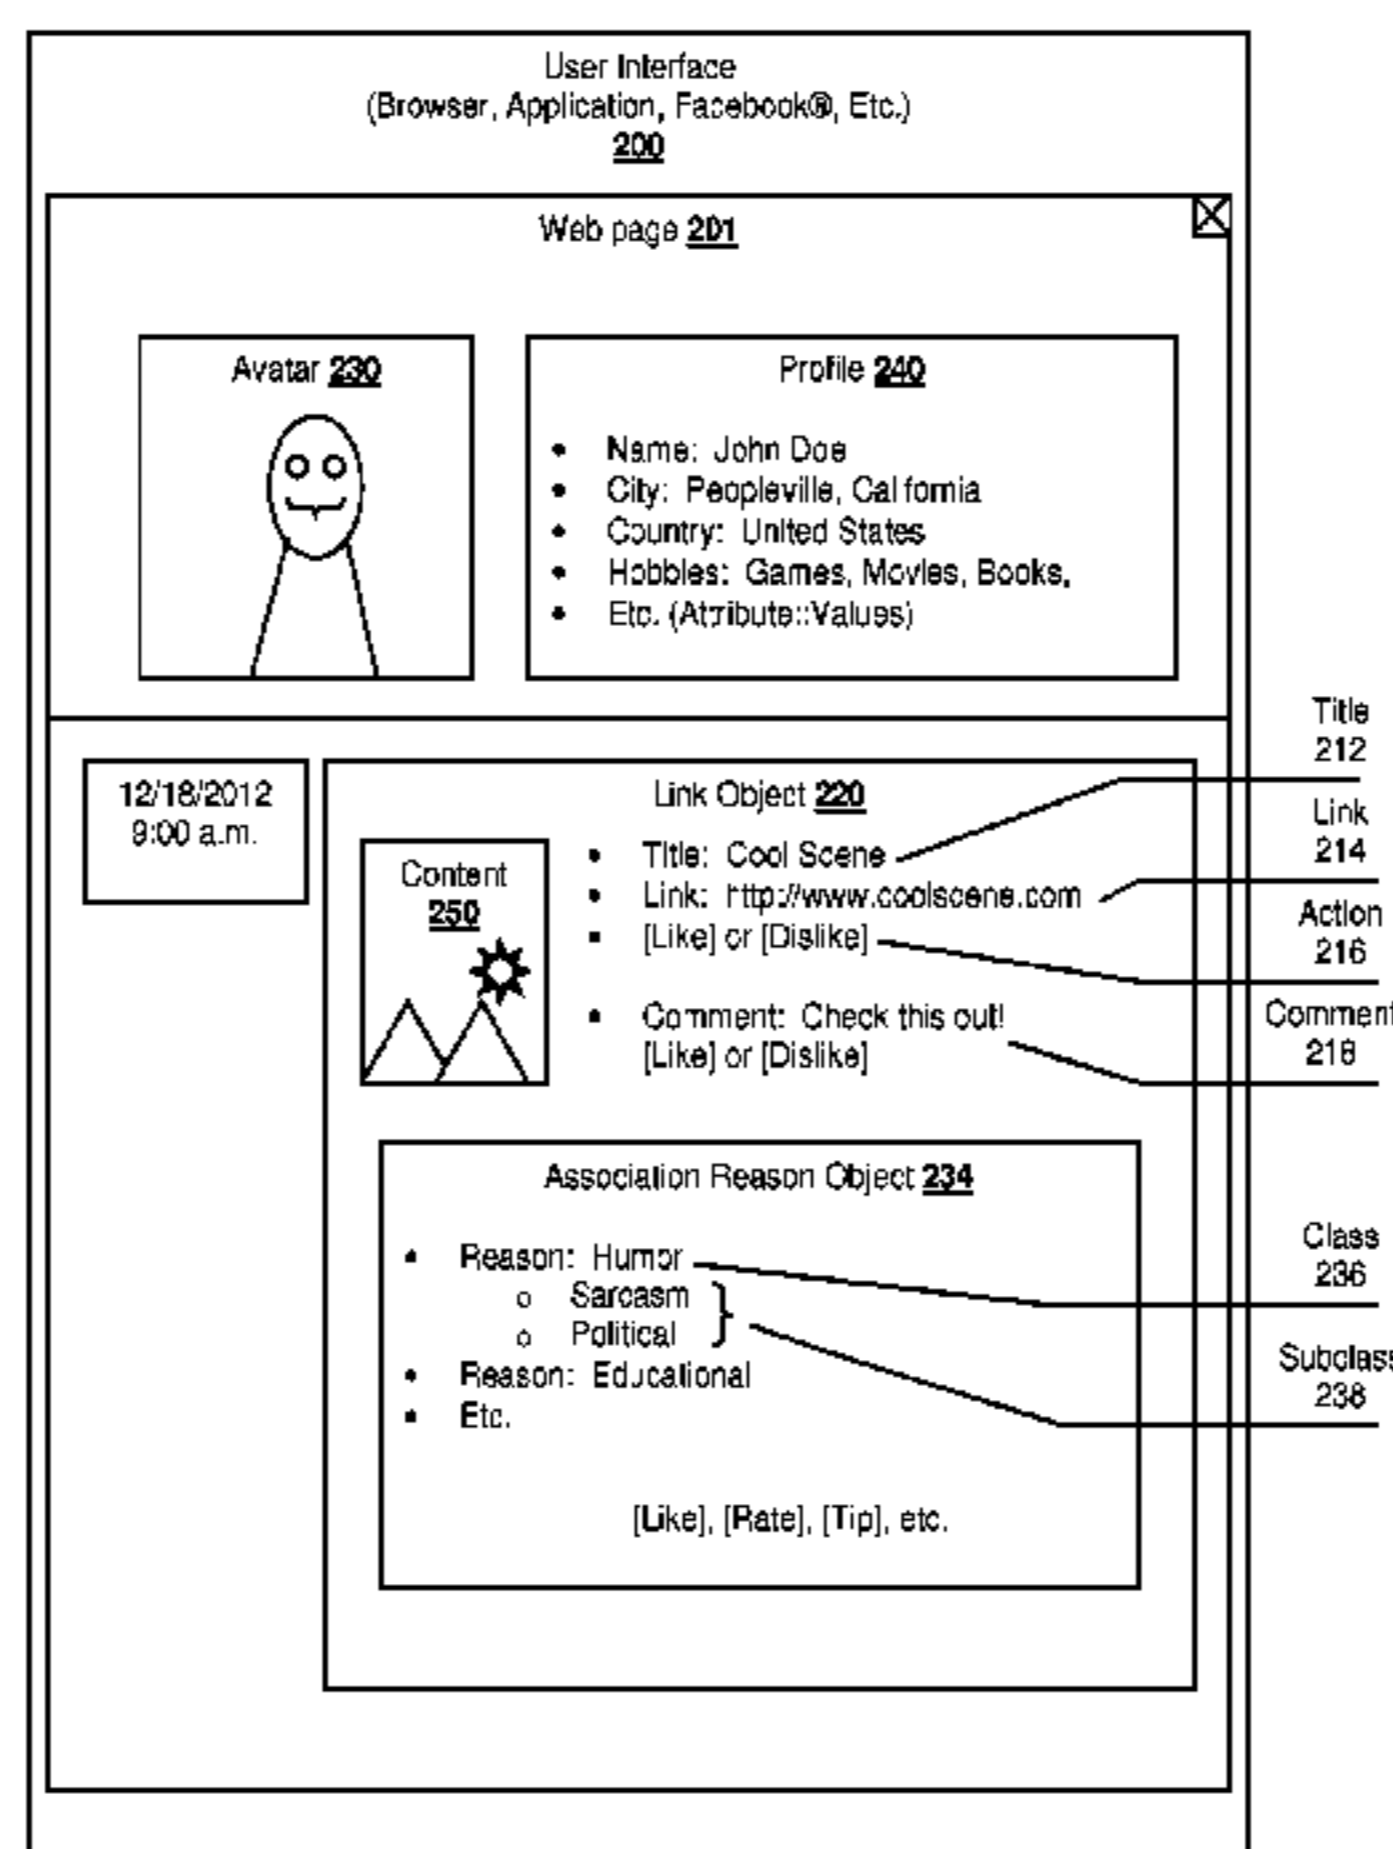 User Interface
(Browser, Application, Facebook®, Etc.)
200
Web page 201
Avatar 230
Profile 240
• Name: John Doe
• City: Peopleville, California
• Country: United States
• Hobbies: Games, Movies, Books,
• Etc. (Attribute::Values)
12/18/2012
9:00 a.m.
Link Object 220
Content
250
• Title: Cool Scene
• Link: http://www.coolscene.com
• [Like] or [Dislike]
• Comment: Check this out!
[Like] or [Dislike]
Title
212
Link
214
Action
216
Comment
218
Association Reason Object 234
• Reason: Humor
o Sarcasm
o Political
• Reason: Educational
• Etc.
[Like], [Rate], [Tip], etc.
Class
236
Subclass
238